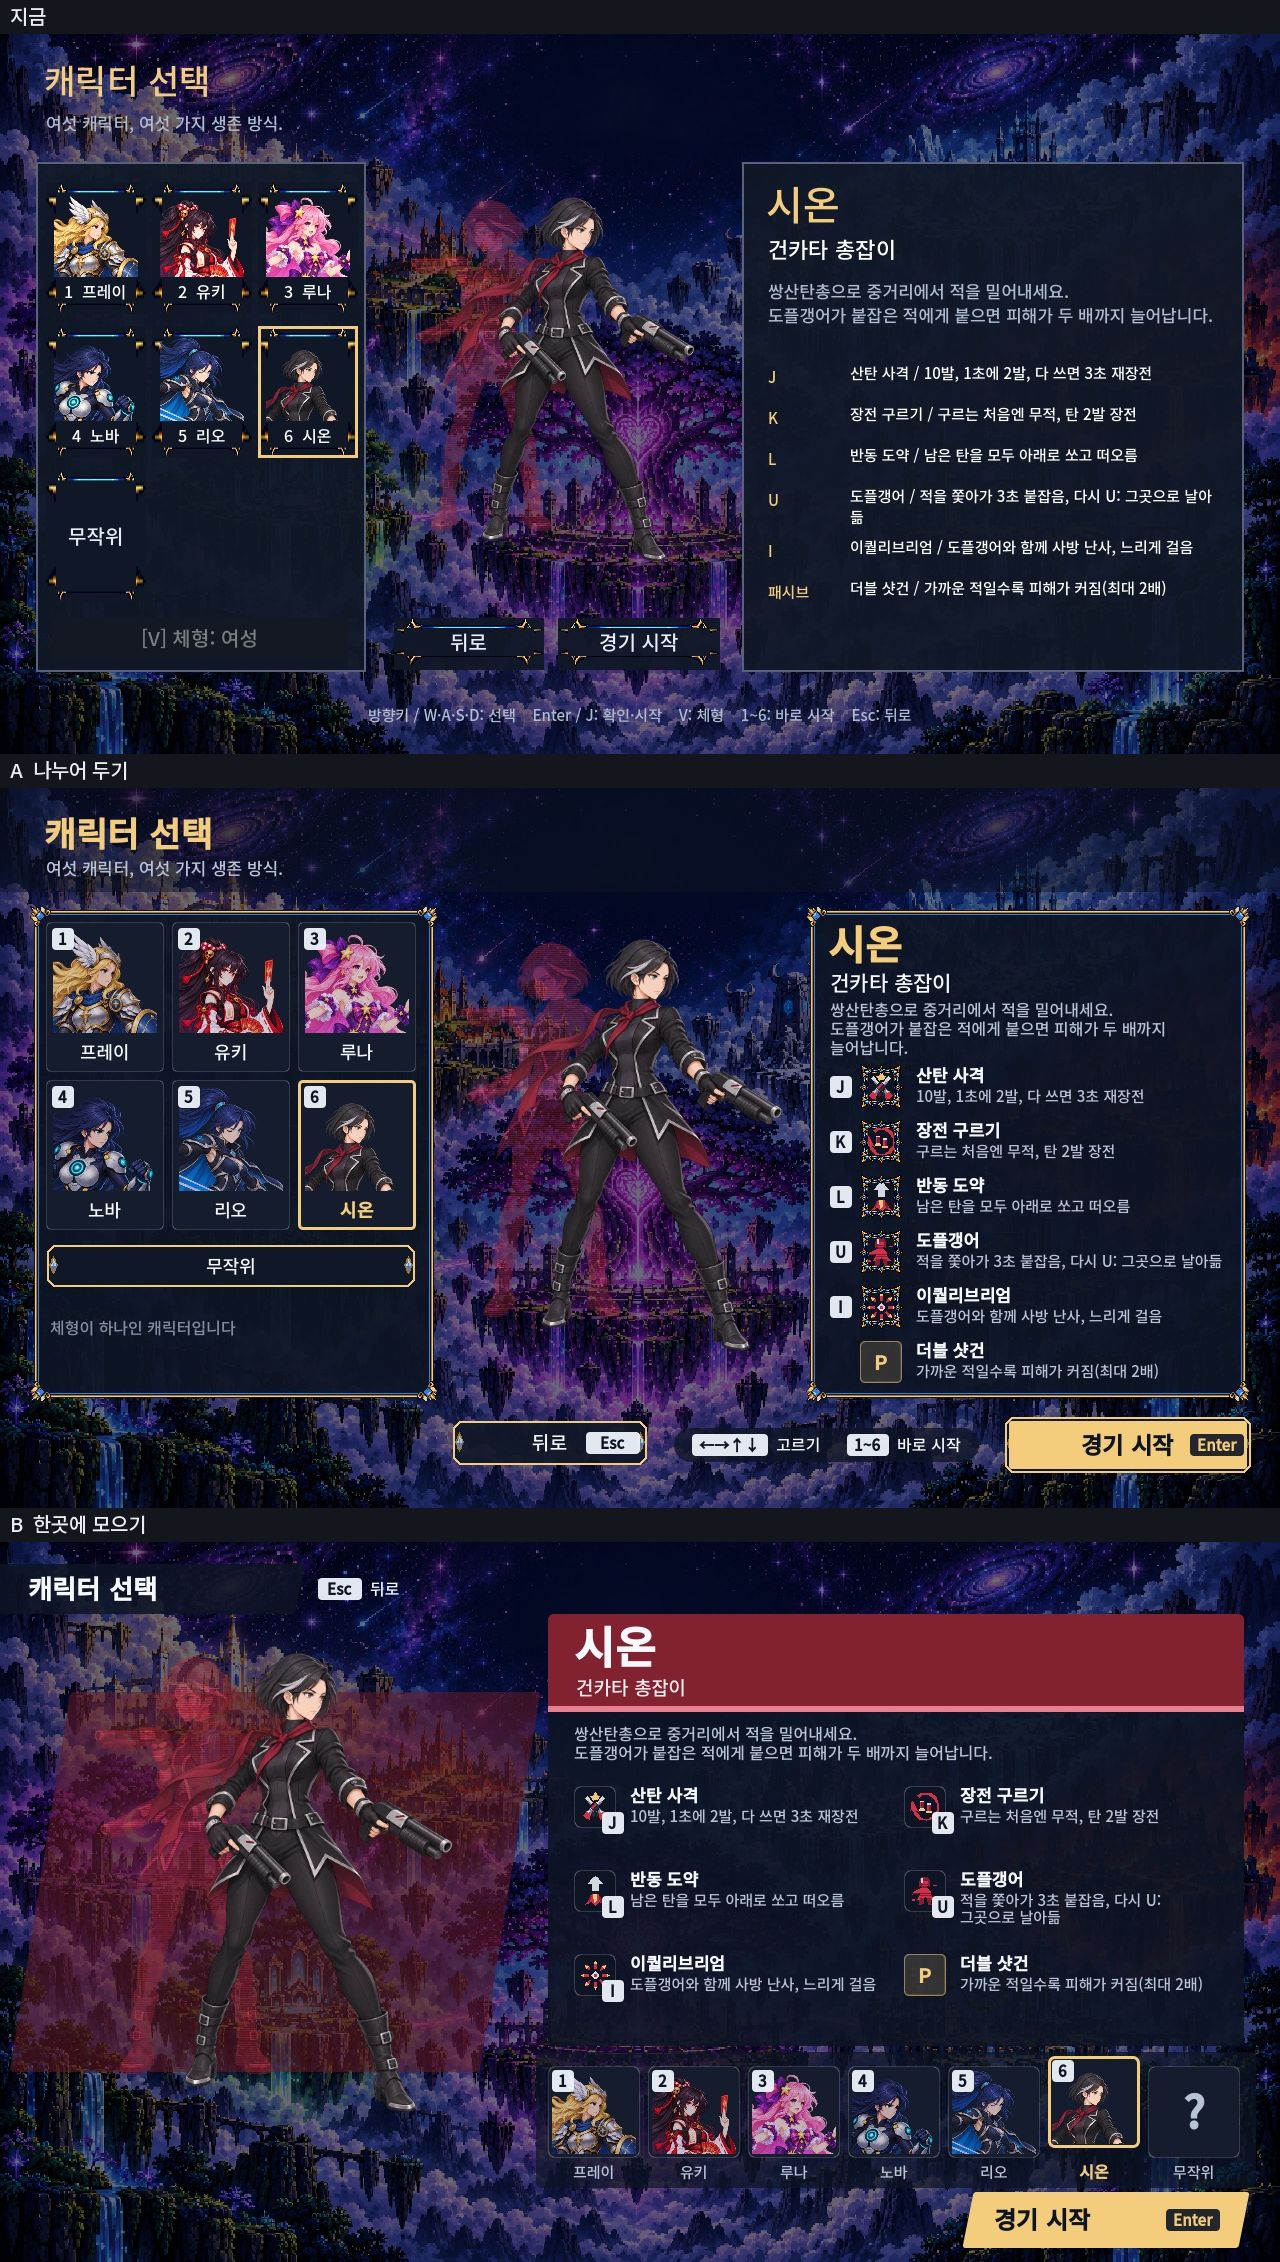 지금
캐릭터 선택
여섯 캐릭터, 여섯 가지 생존 방식.
1 프레이
2 유키
3 루나
4 노바
5 리오
6 시온
무작위
[V] 체형: 여성
뒤로
경기 시작
시온
건카타 총잡이
쌍산탄총으로 중거리에서 적을 밀어내세요.
도플갱어가 붙잡은 적에게 붙으면 피해가 두 배까지 늘어납니다.
J 산탄 사격 / 10발, 1초에 2발, 다 쓰면 3초 재장전
K 장전 구르기 / 구르는 처음엔 무적, 탄 2발 장전
L 반동 도약 / 남은 탄을 모두 아래로 쏘고 떠오름
U 도플갱어 / 적을 쫓아가 3초 붙잡음, 다시 U: 그곳으로 날아
듦
I 이퀄리브리엄 / 도플갱어와 함께 사방 난사, 느리게 걸음
패시브 더블 샷건 / 가까운 적일수록 피해가 커짐(최대 2배)
방향키 / W·A·S·D: 선택 Enter / J: 확인·시작 V: 체형 1~6: 바로 시작 Esc: 뒤로
A 나누어 두기
캐릭터 선택
여섯 캐릭터, 여섯 가지 생존 방식.
1
프레이
2
유키
3
루나
4
노바
5
리오
6
시온
무작위
체형이 하나인 캐릭터입니다
시온
건카타 총잡이
쌍산탄총으로 중거리에서 적을 밀어내세요.
도플갱어가 붙잡은 적에게 붙으면 피해가 두 배까지
늘어납니다.
J 산탄 사격
10발, 1초에 2발, 다 쓰면 3초 재장전
K 장전 구르기
구르는 처음엔 무적, 탄 2발 장전
L 반동 도약
남은 탄을 모두 아래로 쏘고 떠오름
U 도플갱어
적을 쫓아가 3초 붙잡음, 다시 U: 그곳으로 날아듦
I 이퀄리브리엄
도플갱어와 함께 사방 난사, 느리게 걸음
P 더블 샷건
가까운 적일수록 피해가 커짐(최대 2배)
뒤로 Esc
←→↑↓ 고르기 1~6 바로 시작
경기 시작 Enter
B 한곳에 모으기
캐릭터 선택
Esc 뒤로
시온
건카타 총잡이
쌍산탄총으로 중거리에서 적을 밀어내세요.
도플갱어가 붙잡은 적에게 붙으면 피해가 두 배까지 늘어납니다.
J 산탄 사격
10발, 1초에 2발, 다 쓰면 3초 재장전
K 장전 구르기
구르는 처음엔 무적, 탄 2발 장전
L 반동 도약
남은 탄을 모두 아래로 쏘고 떠오름
U 도플갱어
적을 쫓아가 3초 붙잡음, 다시 U:
그곳으로 날아듦
I 이퀄리브리엄
도플갱어와 함께 사방 난사, 느리게 걸음
P 더블 샷건
가까운 적일수록 피해가 커짐(최대 2배)
1
프레이
2
유키
3
루나
4
노바
5
리오
6
시온
?
무작위
경기 시작 Enter